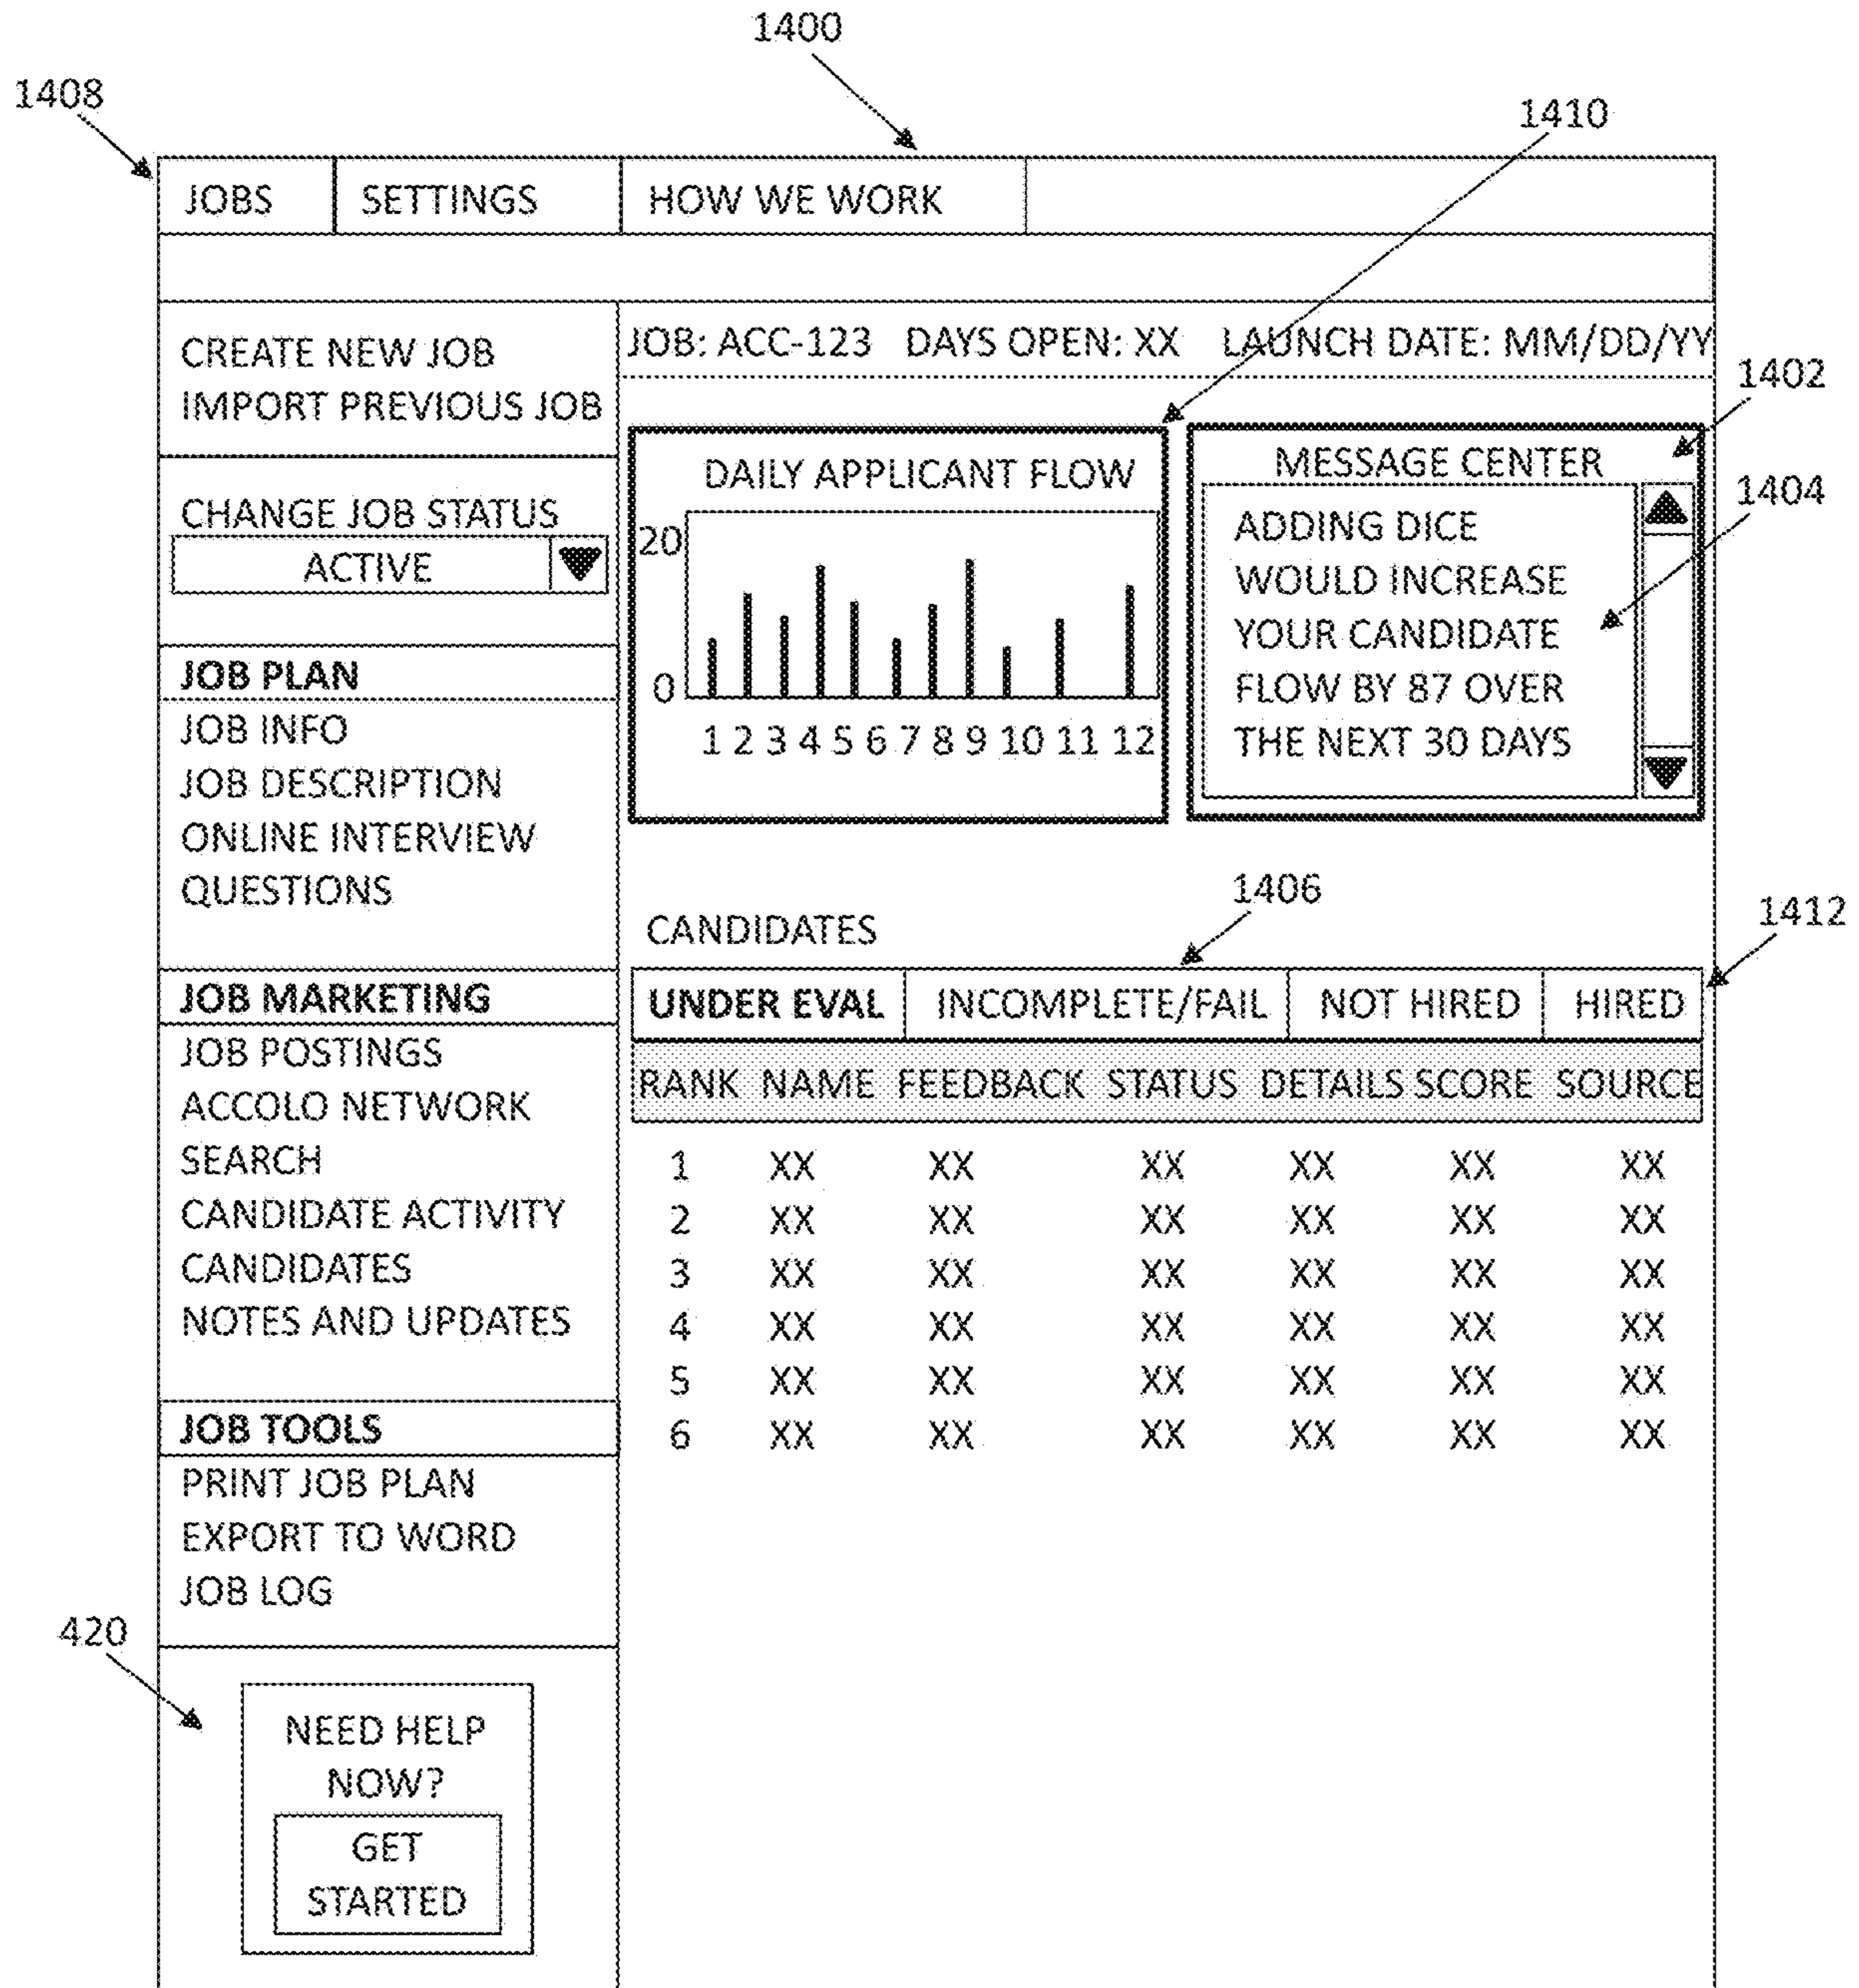 1400
1408
1410
JOBS SETTINGS HOW WE WORK
CREATE NEW JOB
IMPORT PREVIOUS JOB
CHANGE JOB STATUS
ACTIVE
JOB PLAN
JOB INFO
JOB DESCRIPTION
ONLINE INTERVIEW
QUESTIONS
JOB MARKETING
JOB POSTINGS
ACCOLO NETWORK
SEARCH
CANDIDATE ACTIVITY
CANDIDATES
NOTES AND UPDATES
JOB TOOLS
PRINT JOB PLAN
EXPORT TO WORD
JOB LOG
420
NEED HELP
NOW?
GET
STARTED
JOB: ACC-123 DAYS OPEN: XX LAUNCH DATE: MM/DD/YY
DAILY APPLICANT FLOW
20
0
1 2 3 4 5 6 7 8 9 10 11 12
1402
MESSAGE CENTER
1404
ADDING DICE
WOULD INCREASE
YOUR CANDIDATE
FLOW BY 87 OVER
THE NEXT 30 DAYS
1406
1412
CANDIDATES
UNDER EVAL INCOMPLETE/FAIL NOT HIRED HIRED
RANK NAME FEEDBACK STATUS DETAILS SCORE SOURCE
1 XX XX XX XX XX XX
2 XX XX XX XX XX XX
3 XX XX XX XX XX XX
4 XX XX XX XX XX XX
5 XX XX XX XX XX XX
6 XX XX XX XX XX XX